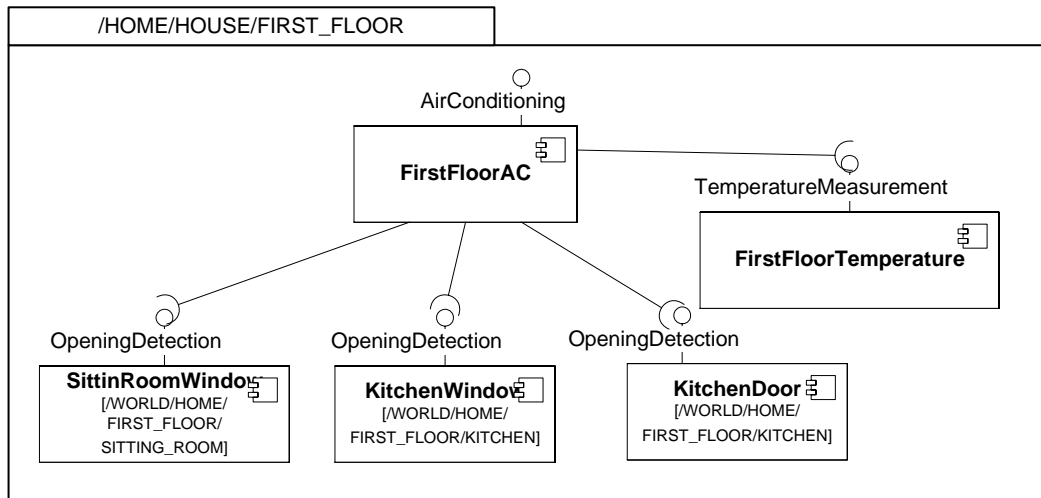 /HOME/HOUSE/FIRST_FLOOR
AirConditioning
FirstFloorAC
TemperatureMeasurement
FirstFloorTemperature
OpeningDetection
OpeningDetection
OpeningDetection
SittinRoomWindow
[/WORLD/HOME/
FIRST_FLOOR/
SITTING_ROOM]
KitchenWindow
[/WORLD/HOME/
FIRST_FLOOR/KITCHEN]
KitchenDoor
[/WORLD/HOME/
FIRST_FLOOR/KITCHEN]